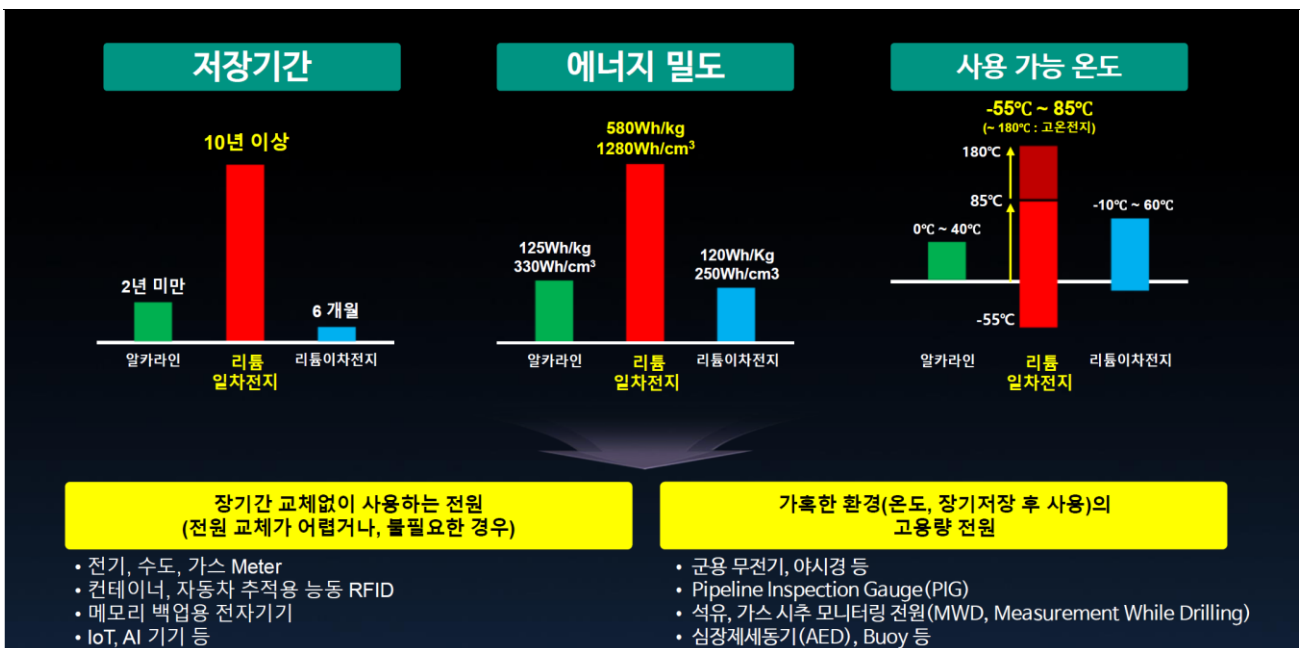 저장기간
10년 이상
2년 미만
6 개월
알카라인
리튬
일차전지
리튬이차전지
에너지 밀도
580Wh/kg
1280Wh/cm³
125Wh/kg
330Wh/cm³
120Wh/Kg
250Wh/cm3
알카라인
리튬
일차전지
리튬이차전지
사용 가능 온도
-55℃ ~ 85℃
(~ 180℃ : 고온전지)
180℃
85℃
-10℃ ~ 60℃
0℃ ~ 40℃
-55℃
알카라인
리튬
일차전지
리튬이차전지
장기간 교체없이 사용하는 전원
(전원 교체가 어렵거나, 불필요한 경우)
• 전기, 수도, 가스 Meter
• 컨테이너, 자동차 추적용 능동 RFID
• 메모리 백업용 전자기기
• IoT, AI 기기 등
가혹한 환경(온도, 장기저장 후 사용)의
고용량 전원
• 군용 무전기, 야시경 등
• Pipeline Inspection Gauge(PIG)
• 석유, 가스 시추 모니터링 전원(MWD, Measurement While Drilling)
• 심장제세동기(AED), Buoy 등